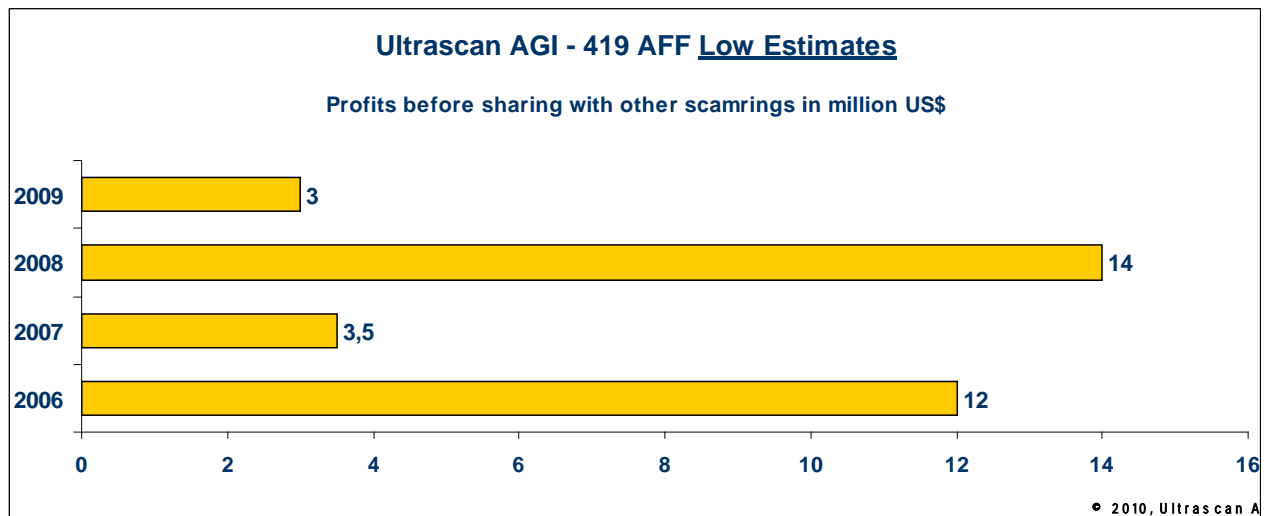 Ultrascan AGI - 419 AFF Low Estimates
Profits before sharing with other scamrings in million US$
2009 3
2008 14
2007 3,5
2006 12
0 2 4 6 8 10 12 14 16
© 2010, Ultrascan A